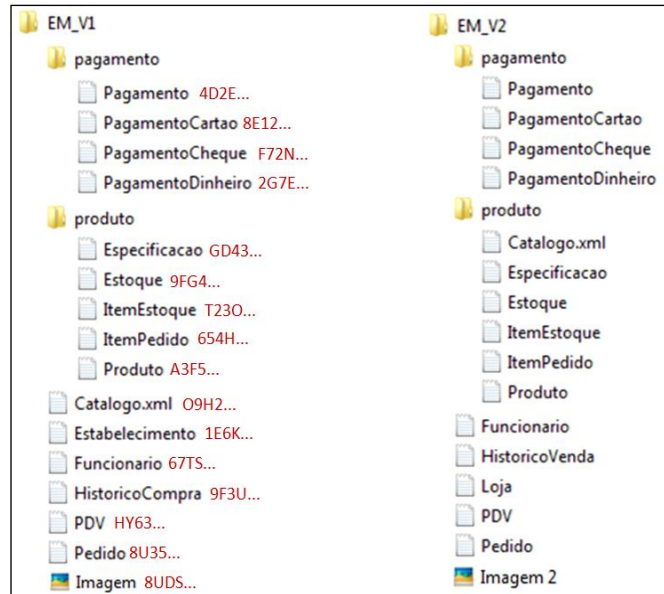 EM_V1
pagamento
Pagamento 4D2E...
PagamentoCartao 8E12...
PagamentoCheque F72N...
PagamentoDinheiro 2G7E...
produto
Especificacao GD43...
Estoque 9FG4...
ItemEstoque T23O...
ItemPedido 654H...
Produto A3F5...
Catalogo.xml O9H2...
Estabelecimento 1E6K...
Funcionario 67TS...
HistoricoCompra 9F3U...
PDV HY63...
Pedido 8U35...
Imagem 8UDS...
EM_V2
pagamento
Pagamento
PagamentoCartao
PagamentoCheque
PagamentoDinheiro
produto
Catalogo.xml
Especificacao
Estoque
ItemEstoque
ItemPedido
Produto
Funcionario
HistoricoVenda
Loja
PDV
Pedido
Imagem 2